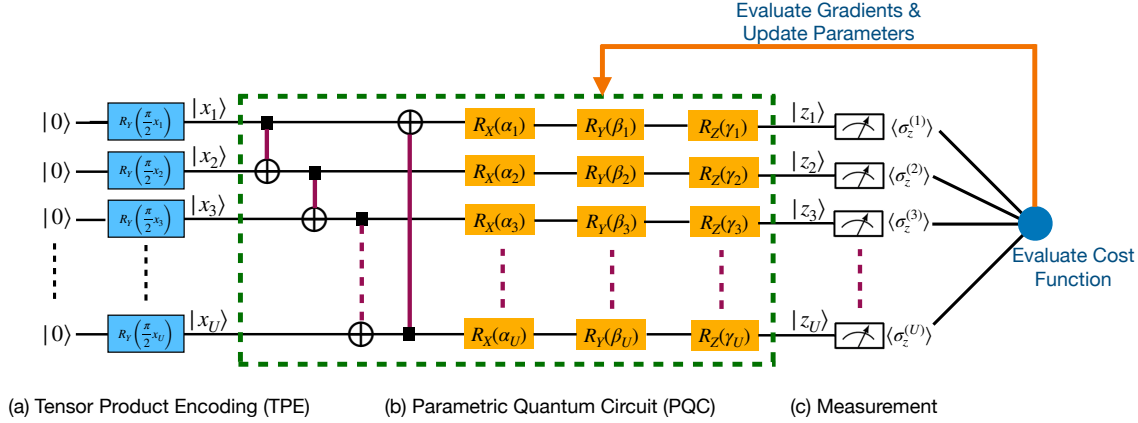 Evaluate Gradients &
Update Parameters
|0⟩ R_Y(π/2 x_1) |x_1⟩ R_X(α_1) R_Y(β_1) R_Z(γ_1) |z_1⟩ ⟨σ_z^(1)⟩
|0⟩ R_Y(π/2 x_2) |x_2⟩ R_X(α_2) R_Y(β_2) R_Z(γ_2) |z_2⟩ ⟨σ_z^(2)⟩
|0⟩ R_Y(π/2 x_3) |x_3⟩ R_X(α_3) R_Y(β_3) R_Z(γ_3) |z_3⟩ ⟨σ_z^(3)⟩
Evaluate Cost
Function
|0⟩ R_Y(π/2 x_U) |x_U⟩ R_X(α_U) R_Y(β_U) R_Z(γ_U) |z_U⟩ ⟨σ_z^(U)⟩
(a) Tensor Product Encoding (TPE) (b) Parametric Quantum Circuit (PQC) (c) Measurement